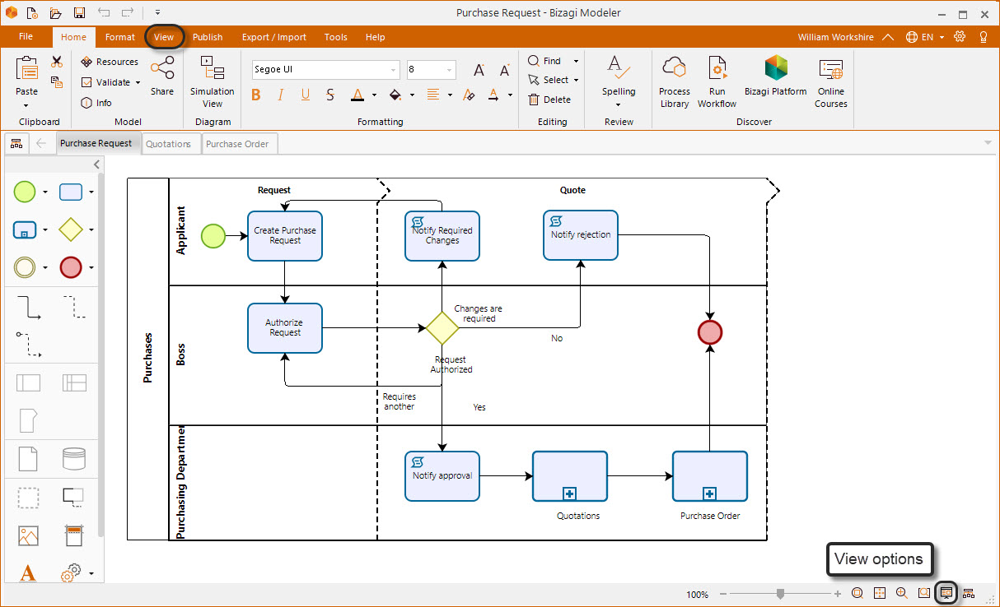 Purchase Request - Bizagi Modeler
File
Home
Format
View
Publish
Export / Import
Tools
Help
William Workshire
EN
Paste
Clipboard
Resources
Validate
Info
Share
Model
Simulation
View
Diagram
Segoe UI
8
B I U S A
Formatting
Find
Select
Delete
Editing
Spelling
Review
Process
Library
Run
Workflow
Bizagi Platform
Online
Courses
Discover
Purchase Request
Quotations
Purchase Order
Request
Quote
Purchases
Applicant
Create Purchase
Request
Notify Required
Changes
Notify rejection
Boss
Authorize
Request
Changes are
required
No
Request
Authorized
Requires
another
Yes
Purchasing Departmer
Notify approval
Quotations
Purchase Order
A
View options
100%